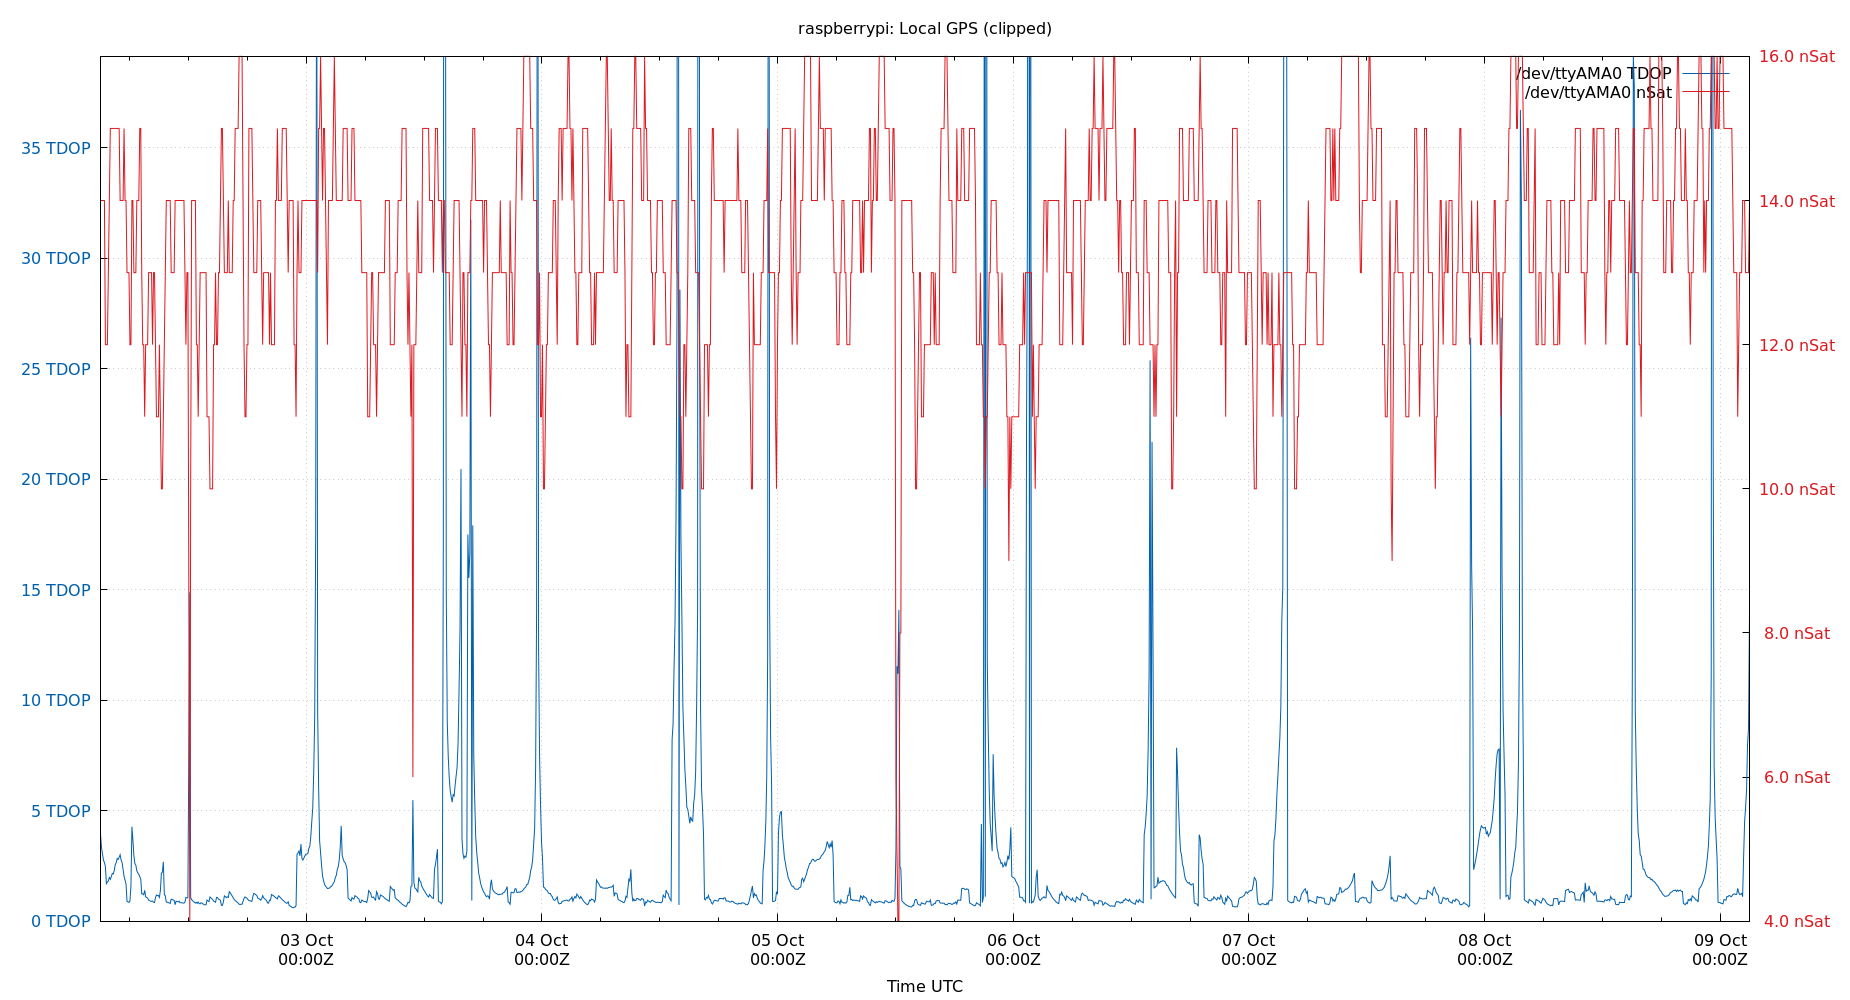 raspberrypi: Local GPS (clipped)
16.0 nSat
/dev/ttyAMA0 TDOP
/dev/ttyAMA0 nSat
35 TDOP
14.0 nSat
30 TDOP
12.0 nSat
25 TDOP
20 TDOP
10.0 nSat
15 TDOP
8.0 nSat
10 TDOP
6.0 nSat
5 TDOP
0 TDOP
4.0 nSat
03 Oct 04 Oct 05 Oct 06 Oct 07 Oct 08 Oct 09 Oct
00:00Z 00:00Z 00:00Z 00:00Z 00:00Z 00:00Z 00:00Z
Time UTC